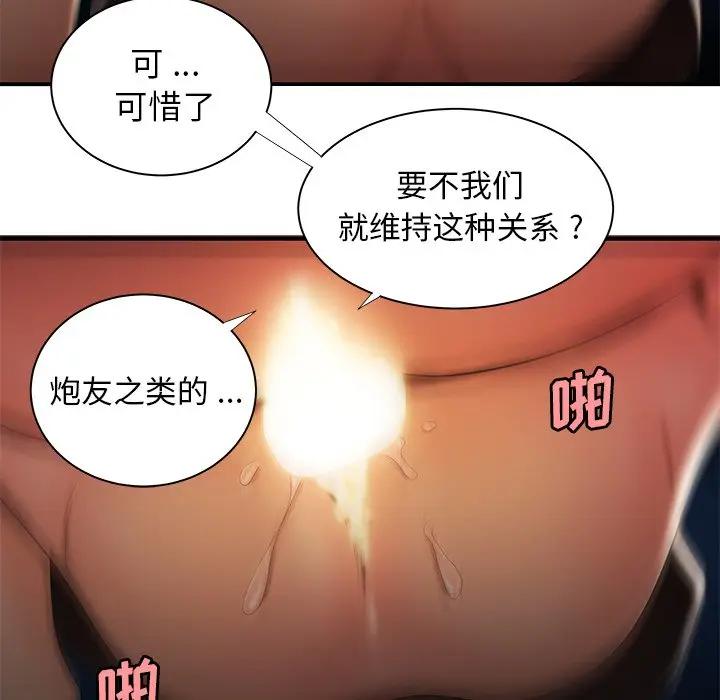 可 ...
可惜了
要不我们
就维持这种关系 ?
炮友之类的 ...
啪
啪